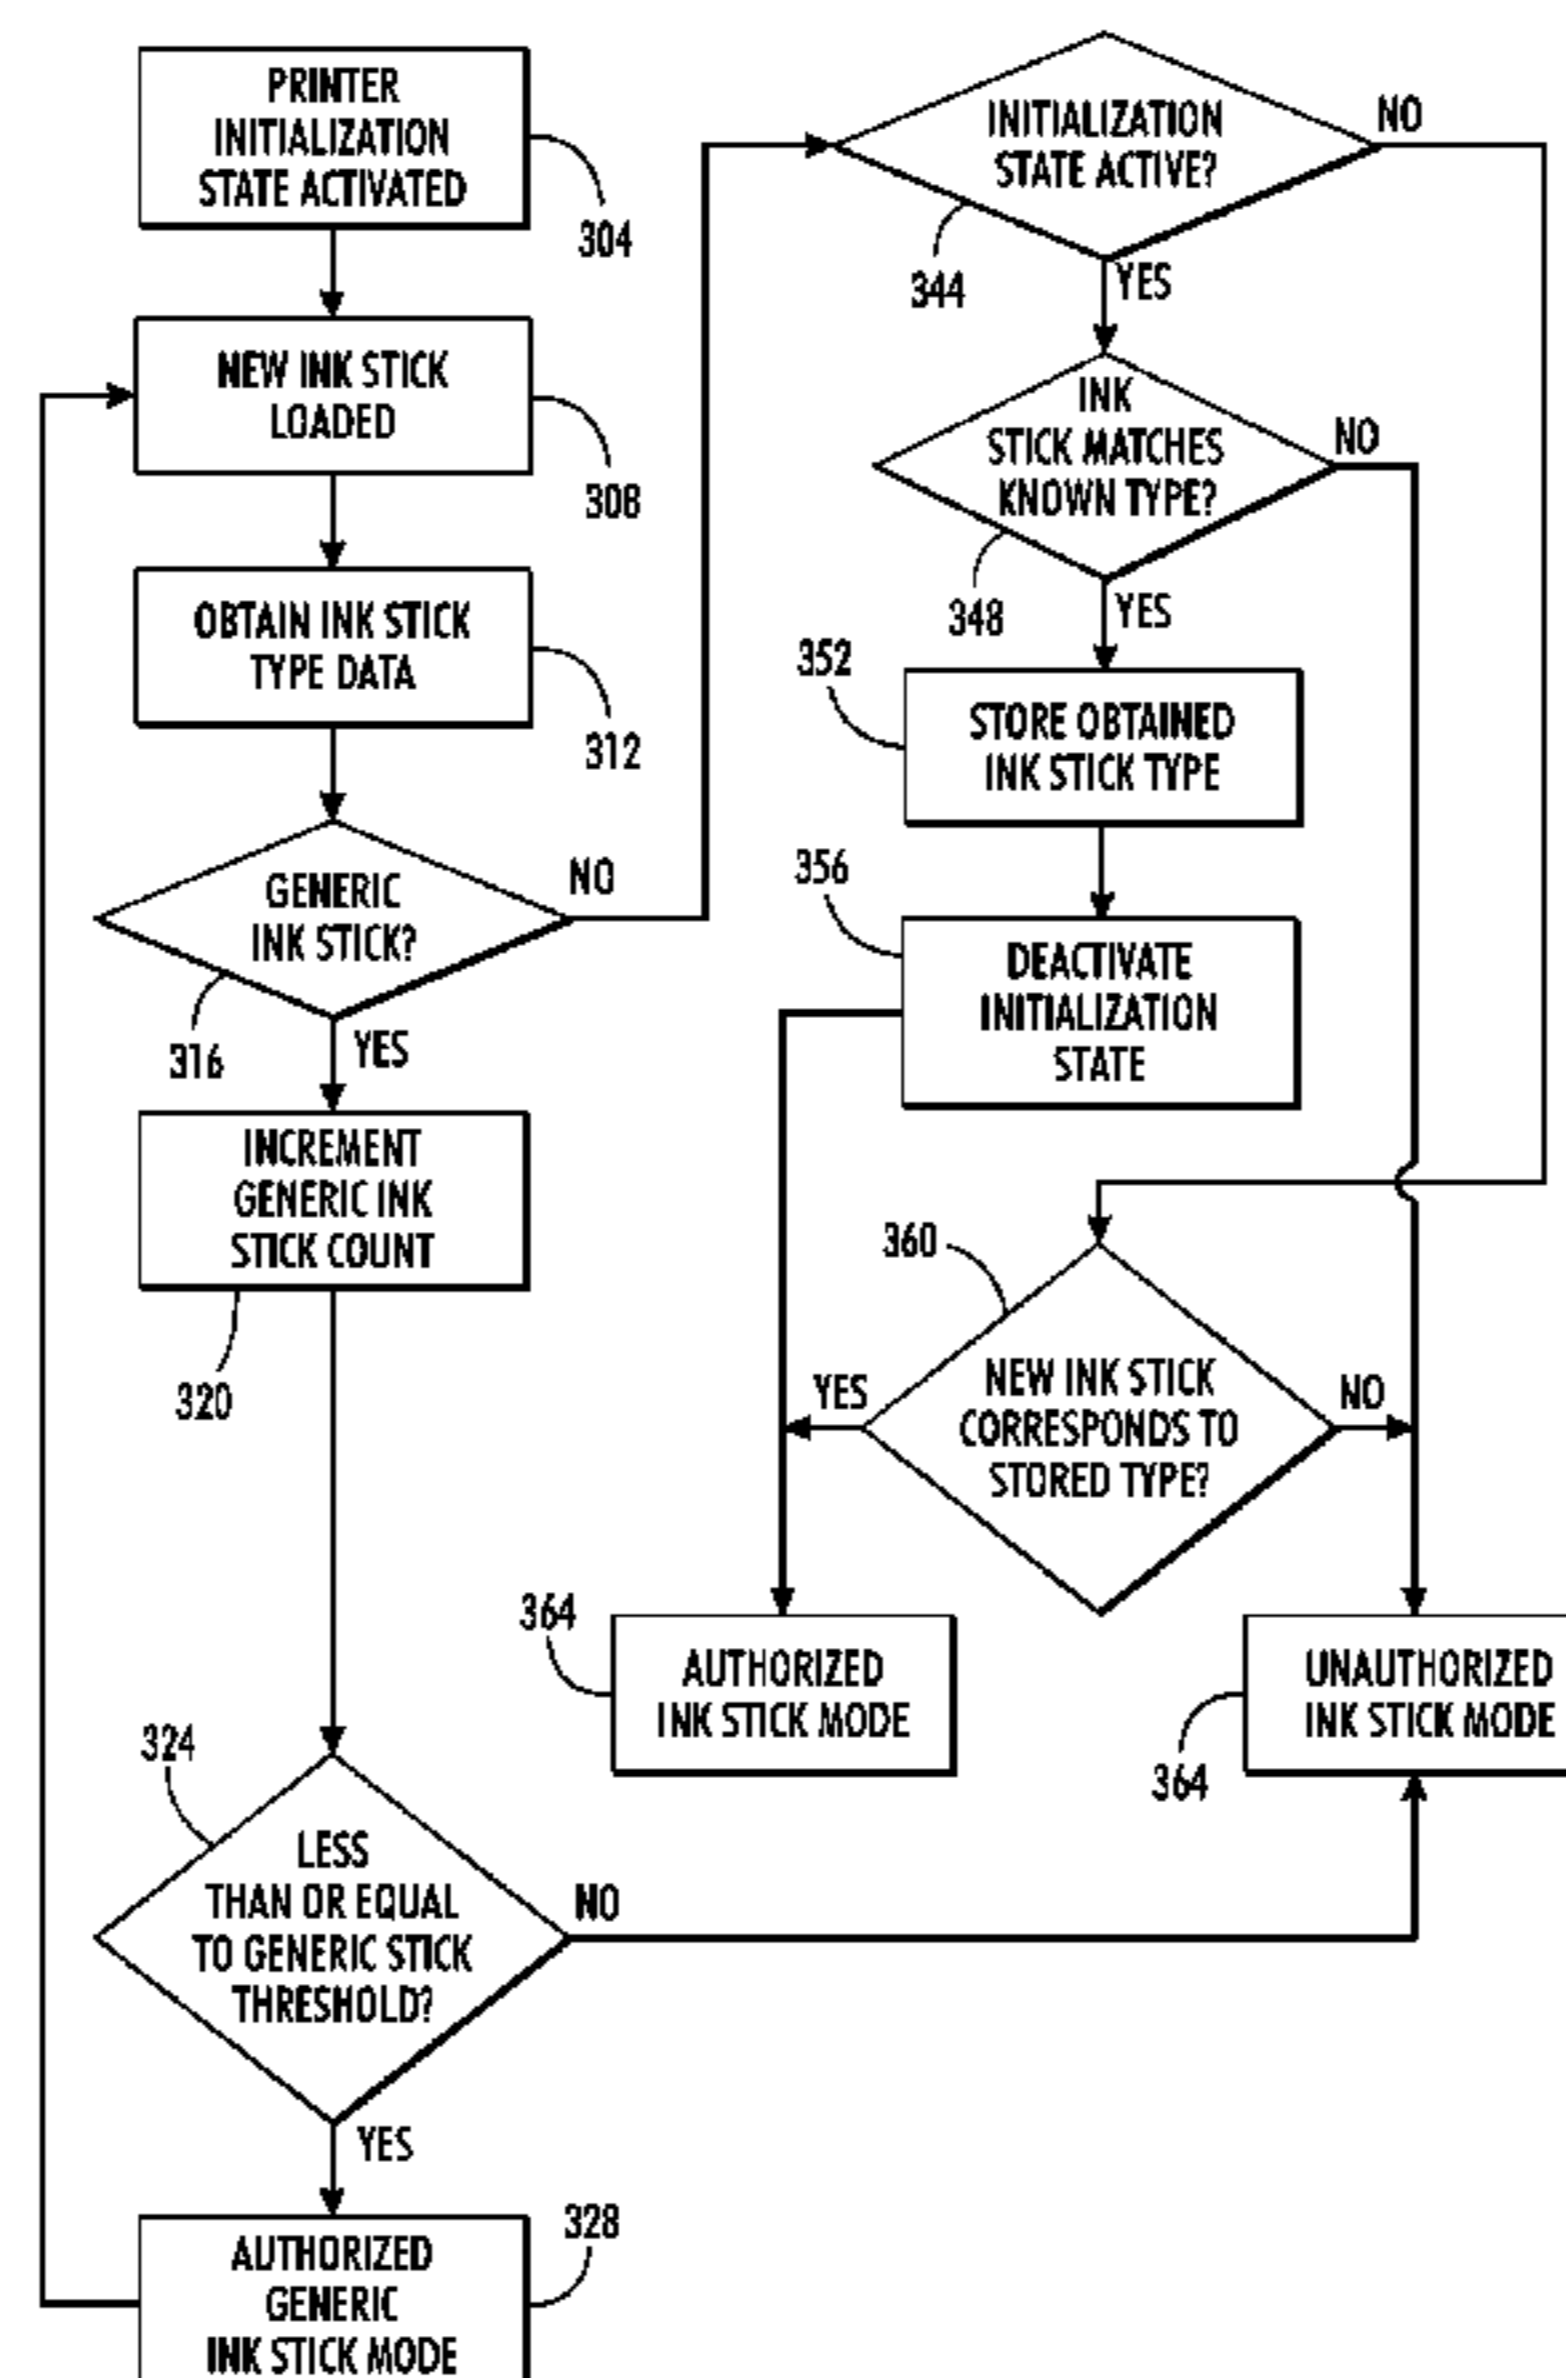 PRINTER
INITIALIZATION
STATE ACTIVATED
304
NEW INK STICK
LOADED
308
OBTAIN INK STICK
TYPE DATA
312
GENERIC
INK STICK?
NO
316
YES
INCREMENT
GENERIC INK
STICK COUNT
320
324
LESS
THAN OR EQUAL
TO GENERIC STICK
THRESHOLD?
NO
YES
328
AUTHORIZED
GENERIC
INK STICK MODE
INITIALIZATION
STATE ACTIVE?
NO
344
YES
INK
STICK MATCHES
KNOWN TYPE?
NO
348
YES
352
STORE OBTAINED
INK STICK TYPE
356
DEACTIVATE
INITIALIZATION
STATE
360
NEW INK STICK
CORRESPONDS TO
STORED TYPE?
YES
NO
364
AUTHORIZED
INK STICK MODE
UNAUTHORIZED
INK STICK MODE
364